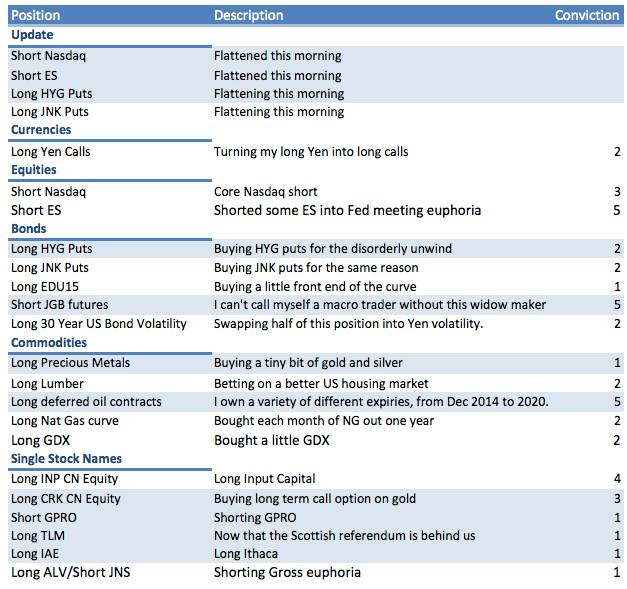 Position Description Conviction
Update
Short Nasdaq Flattened this morning
Short ES Flattened this morning
Long HYG Puts Flattening this morning
Long JNK Puts Flattening this morning
Currencies
Long Yen Calls Turning my long Yen into long calls 2
Equities
Short Nasdaq Core Nasdaq short 3
Short ES Shorted some ES into Fed meeting euphoria 5
Bonds
Long HYG Puts Buying HYG puts for the disorderly unwind 2
Long JNK Puts Buying JNK puts for the same reason 2
Long EDU15 Buying a little front end of the curve 1
Short JGB futures I can't call myself a macro trader without this widow maker 5
Long 30 Year US Bond Volatility Swapping half of this position into Yen voltality. 2
Commodities
Long Precious Metals Buying a tiny bit of gold and silver 1
Long Lumber Betting on a better US housing market 2
Long deferred oil contracts I own a variety of different expiries, from Dec 2014 to 2020. 5
Long Nat Gas curve Bought each month of NG out one year 2
Long GDX Bought a little GDX 2
Single Stock Names
Long INP CN Equity Long Input Capital 4
Long CRK CN Equity Buying long term call option on gold 3
Short GPRO Shorting GPRO 1
Long TLM Now that the Scottish referendum is behind us 1
Long IAE Long Ithaca 1
Long ALV/Short JNS Shorting Gross euphoria 1